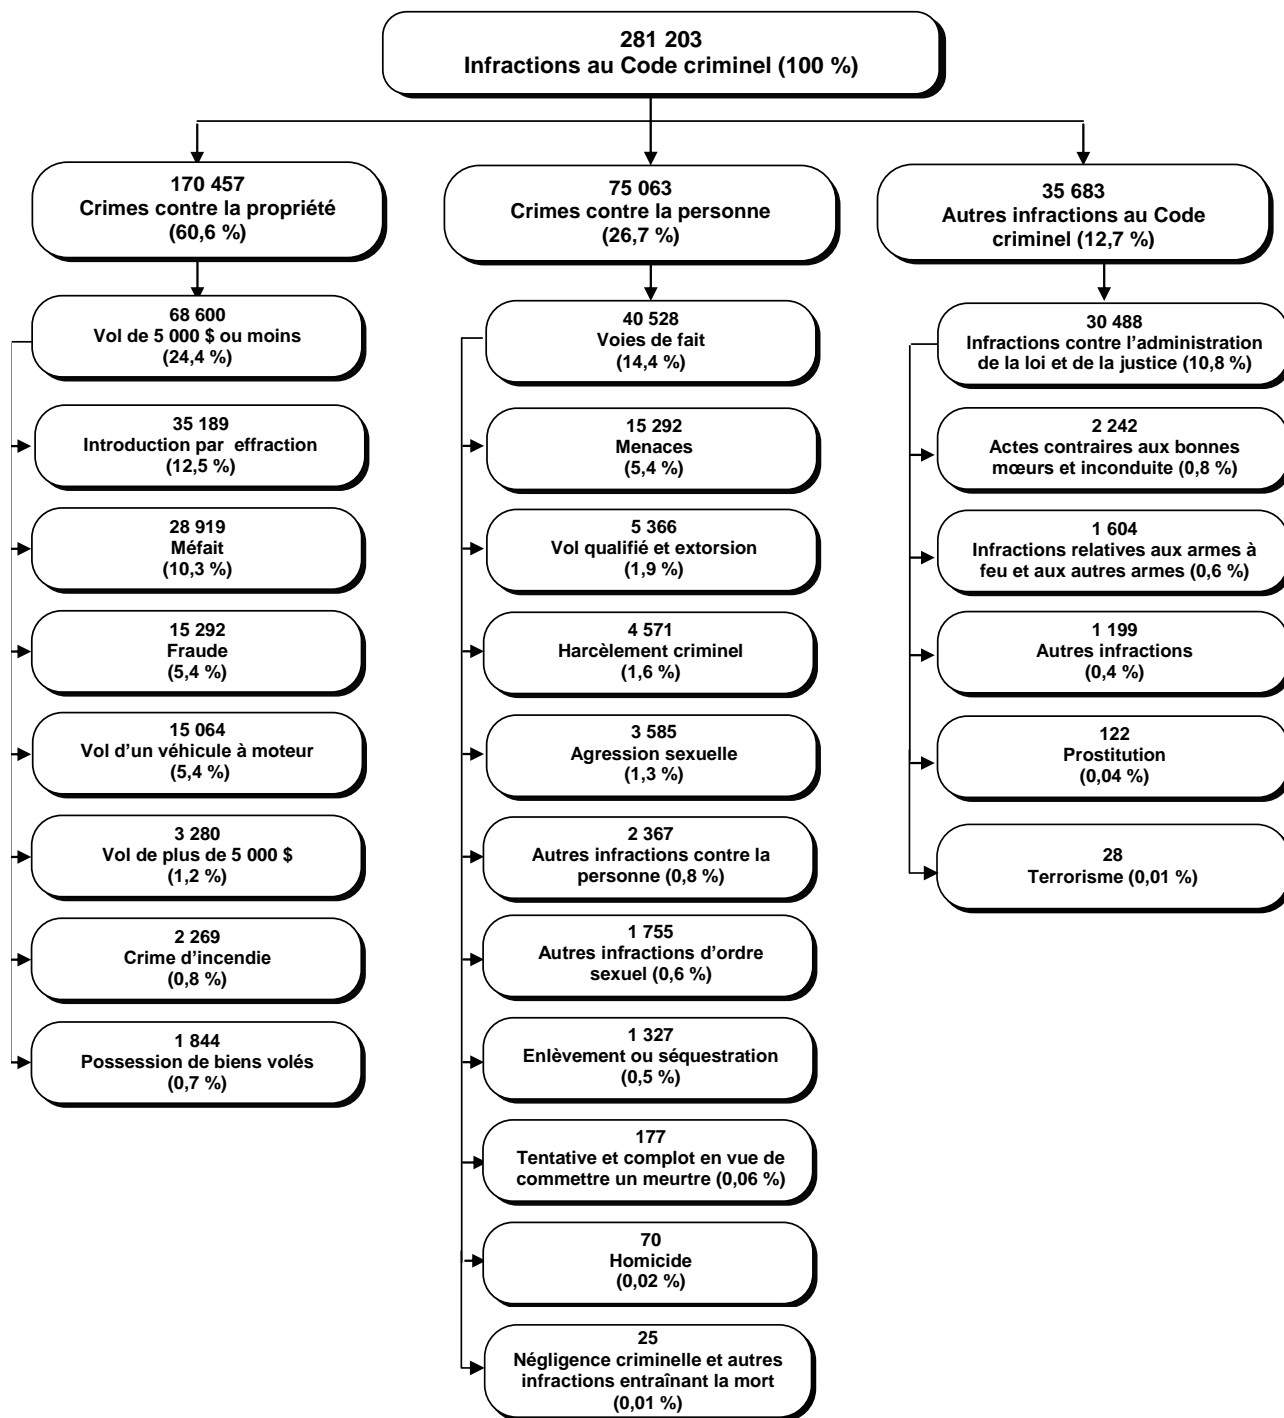 281 203
Infractions au Code criminel (100 %)
170 457
Crimes contre la propriété
(60,6 %)
68 600
Vol de 5 000 $ ou moins
(24,4 %)
35 189
Introduction par effraction
(12,5 %)
28 919
Méfait
(10,3 %)
15 292
Fraude
(5,4 %)
15 064
Vol d’un véhicule à moteur
(5,4 %)
3 280
Vol de plus de 5 000 $
(1,2 %)
2 269
Crime d’incendie
(0,8 %)
1 844
Possession de biens volés
(0,7 %)
75 063
Crimes contre la personne
(26,7 %)
40 528
Voies de fait
(14,4 %)
15 292
Menaces
(5,4 %)
5 366
Vol qualifié et extorsion
(1,9 %)
4 571
Harcèlement criminel
(1,6 %)
3 585
Agression sexuelle
(1,3 %)
2 367
Autres infractions contre la
personne (0,8 %)
1 755
Autres infractions d’ordre
sexuel (0,6 %)
1 327
Enlèvement ou séquestration
(0,5 %)
177
Tentative et complot en vue de
commettre un meurtre (0,06 %)
70
Homicide
(0,02 %)
25
Négligence criminelle et autres
infractions entraînant la mort
(0,01 %)
35 683
Autres infractions au Code
criminel (12,7 %)
30 488
Infractions contre l’administration
de la loi et de la justice (10,8 %)
2 242
Actes contraires aux bonnes
mœurs et inconduite (0,8 %)
1 604
Infractions relatives aux armes à
feu et aux autres armes (0,6 %)
1 199
Autres infractions
(0,4 %)
122
Prostitution
(0,04 %)
28
Terrorisme (0,01 %)